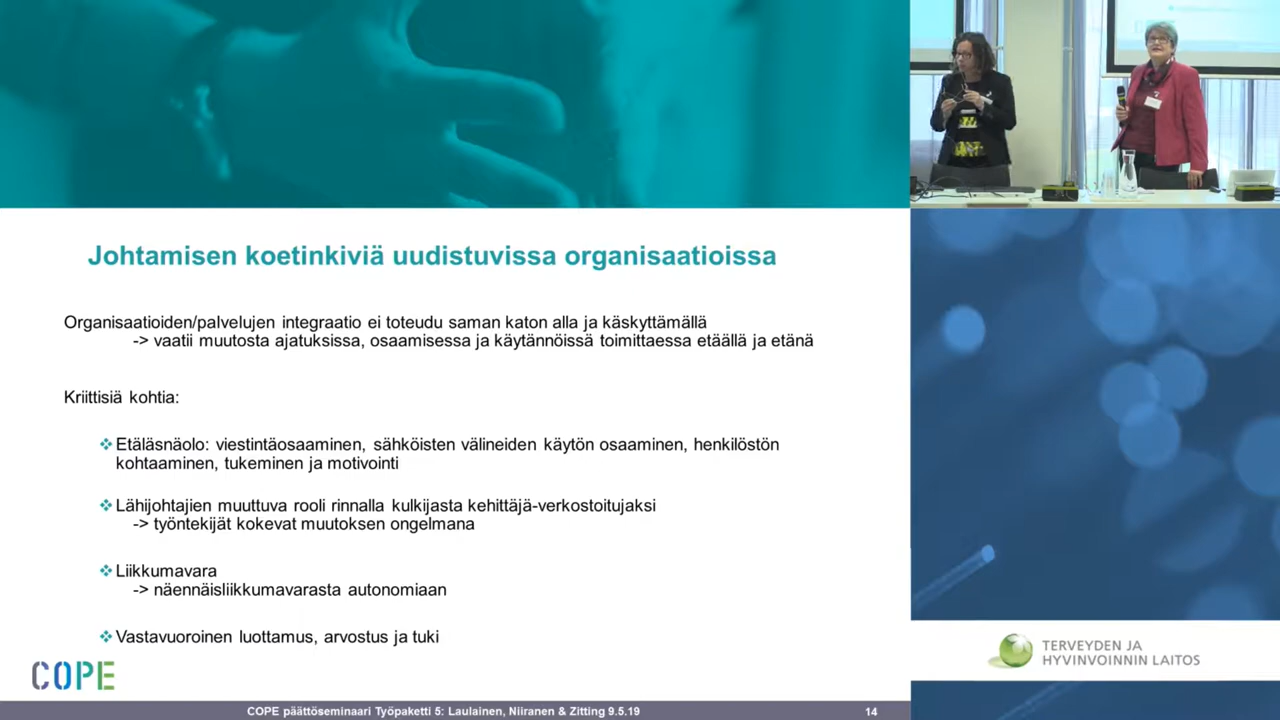 Johtamisen koetinkiviä uudistuvissa organisaatioissa
Organisaatioiden/palvelujen integraatio ei toteudu saman katon alla ja käskyttämällä
-> vaatii muutosta ajatuksissa, osaamisessa ja käytännöissä toimittaessa etäällä ja etänä
Kriittisiä kohtia:
❖Etäläsnäolo: viestintäosaaminen, sähköisten välineiden käytön osaaminen, henkilöstön
kohtaaminen, tukeminen ja motivointi
❖Lähijohtajien muuttuva rooli rinnalla kulkijasta kehittäjä-verkostoitujaksi
-> työntekijät kokevat muutoksen ongelmana
❖Liikkumavara
-> näennäisliikkumavarasta autonomiaan
❖Vastavuoroinen luottamus, arvostus ja tuki
COPE
COPE päättöseminaari Työpaketti 5: Laulainen, Niiranen & Zitting 9.5.19
14
TERVEYDEN JA
HYVINVOINNIN LAITOS